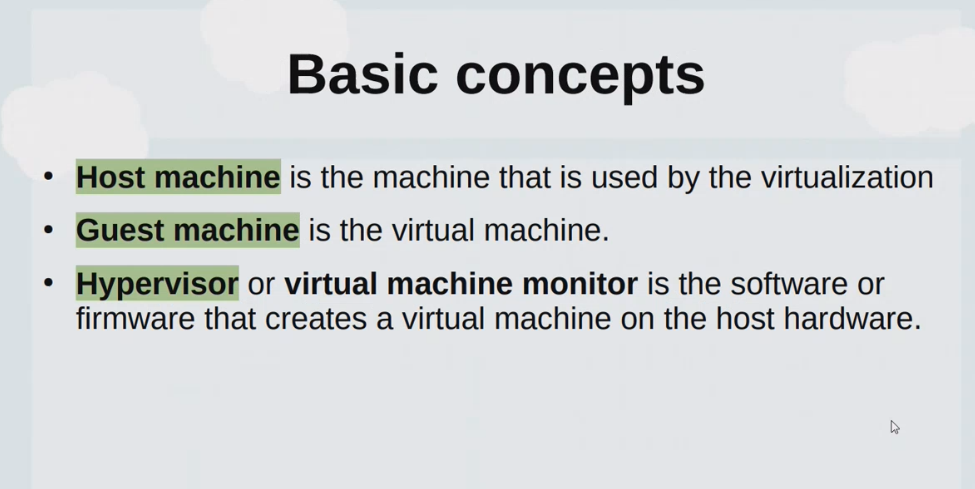 Basic concepts
• Host machine is the machine that is used by the virtualization
• Guest machine is the virtual machine.
• Hypervisor or virtual machine monitor is the software or
firmware that creates a virtual machine on the host hardware.